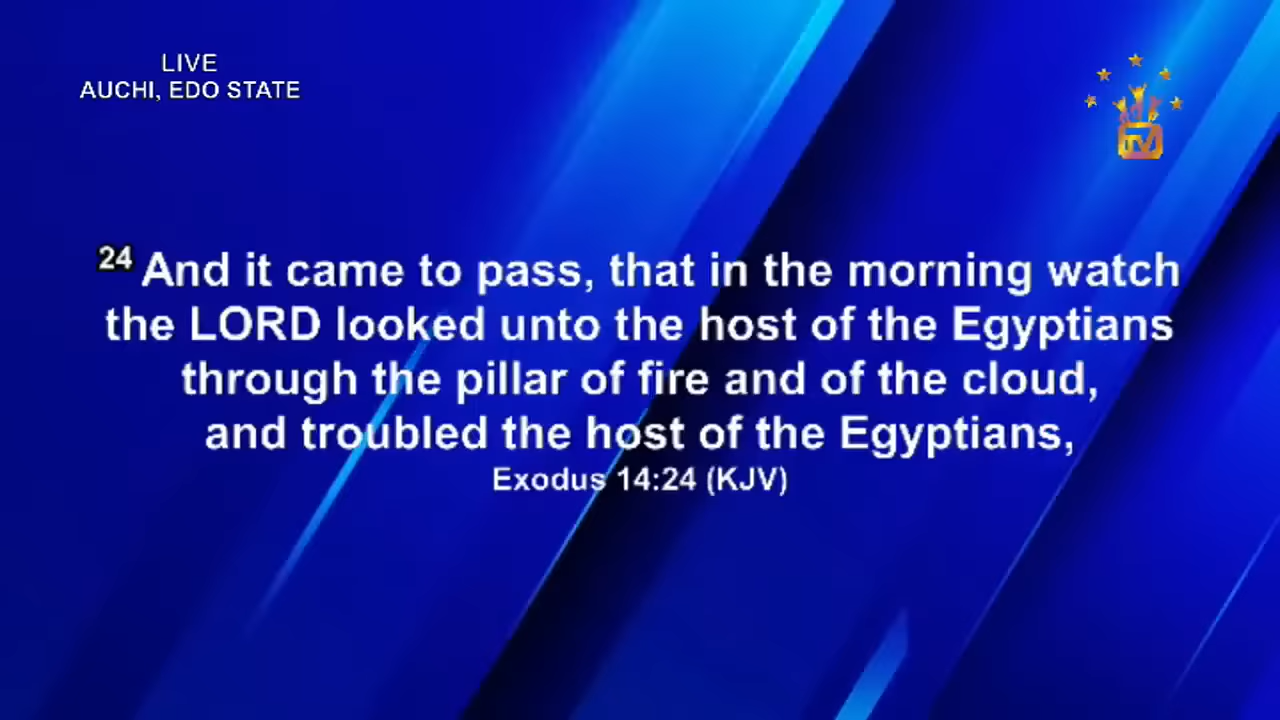 LIVE
AUCHI, EDO STATE
TV
24 And it came to pass, that in the morning watch
the LORD looked unto the host of the Egyptians
through the pillar of fire and of the cloud,
and troubled the host of the Egyptians,
Exodus 14:24 (KJV)